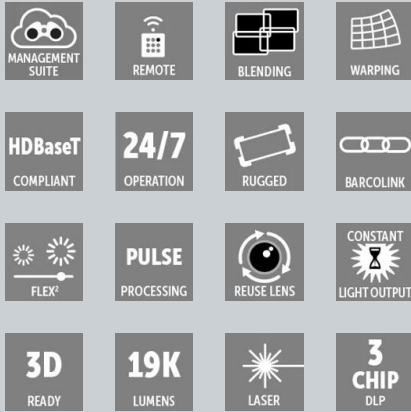 MANAGEMENT
SUITE
REMOTE
BLENDING
WARPING
HDBaseT
COMPLIANT
24/7
OPERATION
RUGGED
BARCOLINK
FLEX²
PULSE
PROCESSING
REUSE LENS
CONSTANT
LIGHT OUTPUT
3D
READY
19K
LUMENS
LASER
3
CHIP
DLP